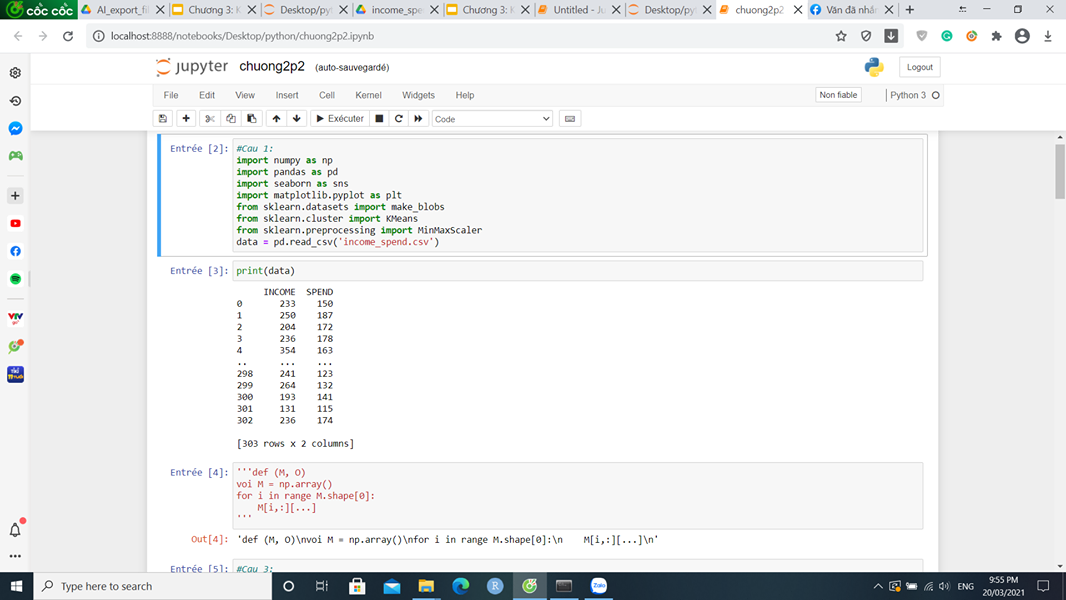 cốc cốc
AI_export_fil
Chương 3: K
Desktop/pyt
income_spe
Chương 3: K
Untitled - Ju
Desktop/pyt
chuong2p2
Văn đã nhắn
localhost:8888/notebooks/Desktop/python/chuong2p2.ipynb
jupyter chuong2p2 (auto-sauvegardé)
Logout
File Edit View Insert Cell Kernel Widgets Help
Non fiable
Python 3
Exécuter
Code
Entrée [2]: #Cau 1:
import numpy as np
import pandas as pd
import seaborn as sns
import matplotlib.pyplot as plt
from sklearn.datasets import make_blobs
from sklearn.cluster import KMeans
from sklearn.preprocessing import MinMaxScaler
data = pd.read_csv('income_spend.csv')
Entrée [3]: print(data)
INCOME SPEND
0 233 150
1 250 187
2 204 172
3 236 178
4 354 163
.. ... ...
298 241 123
299 264 132
300 193 141
301 131 115
302 236 174
[303 rows x 2 columns]
Entrée [4]: '''def (M, O)
voi M = np.array()
for i in range M.shape[0]:
M[i,:][...]
'''
Out[4]: 'def (M, O)\nvoi M = np.array()\nfor i in range M.shape[0]:\n    M[i,:][...]\n'
Entrée [5]: #Cau 3:
VTV
Type here to search
R
Zalo
ENG
9:55 PM
20/03/2021